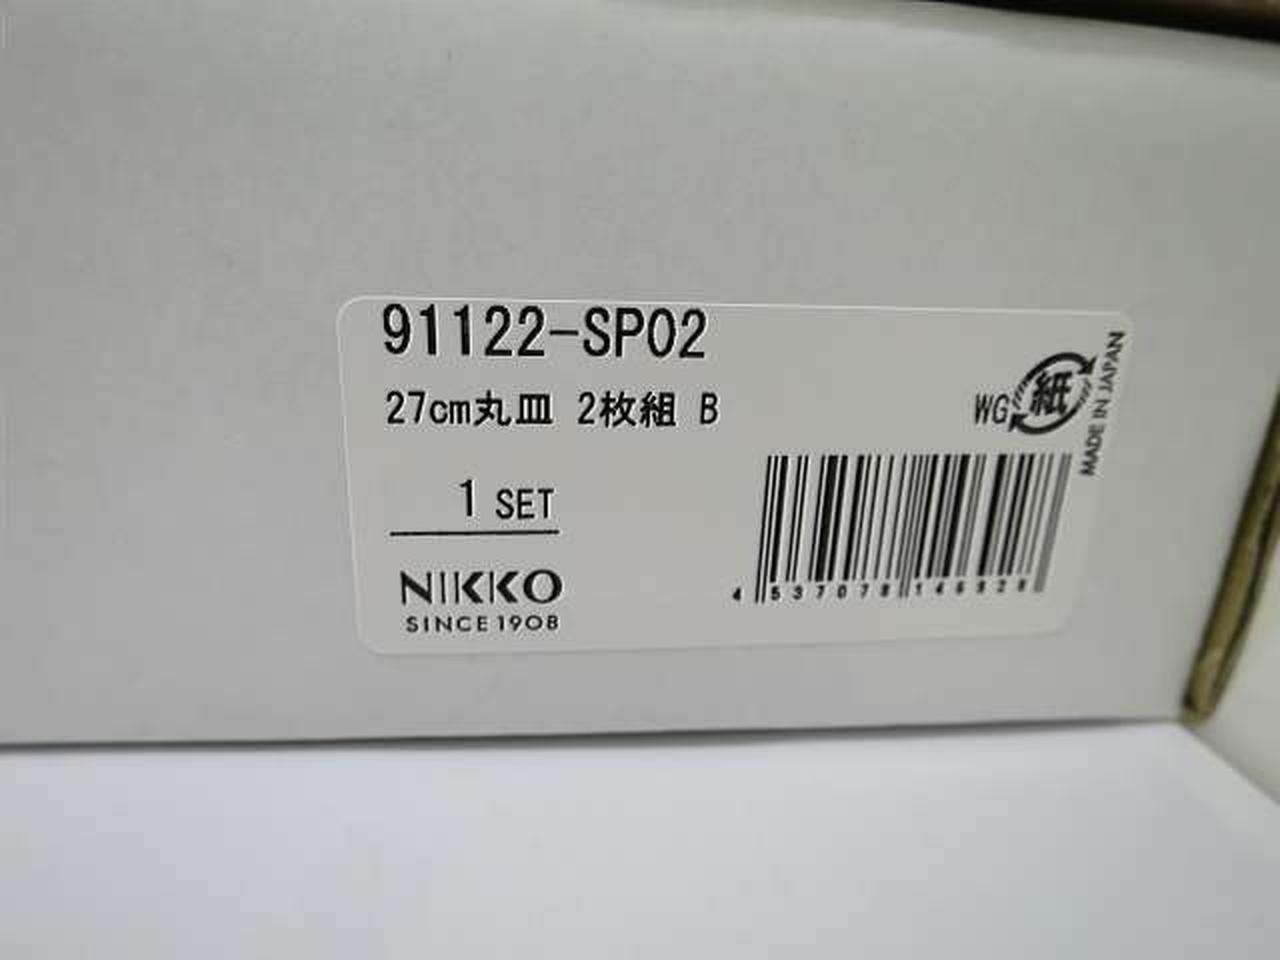 91122-SP02
27cm丸皿 2枚組 B
1 SET
NIKKO
SINCE 1908
WG 紙
MADE IN JAPAN
4 537078 146928